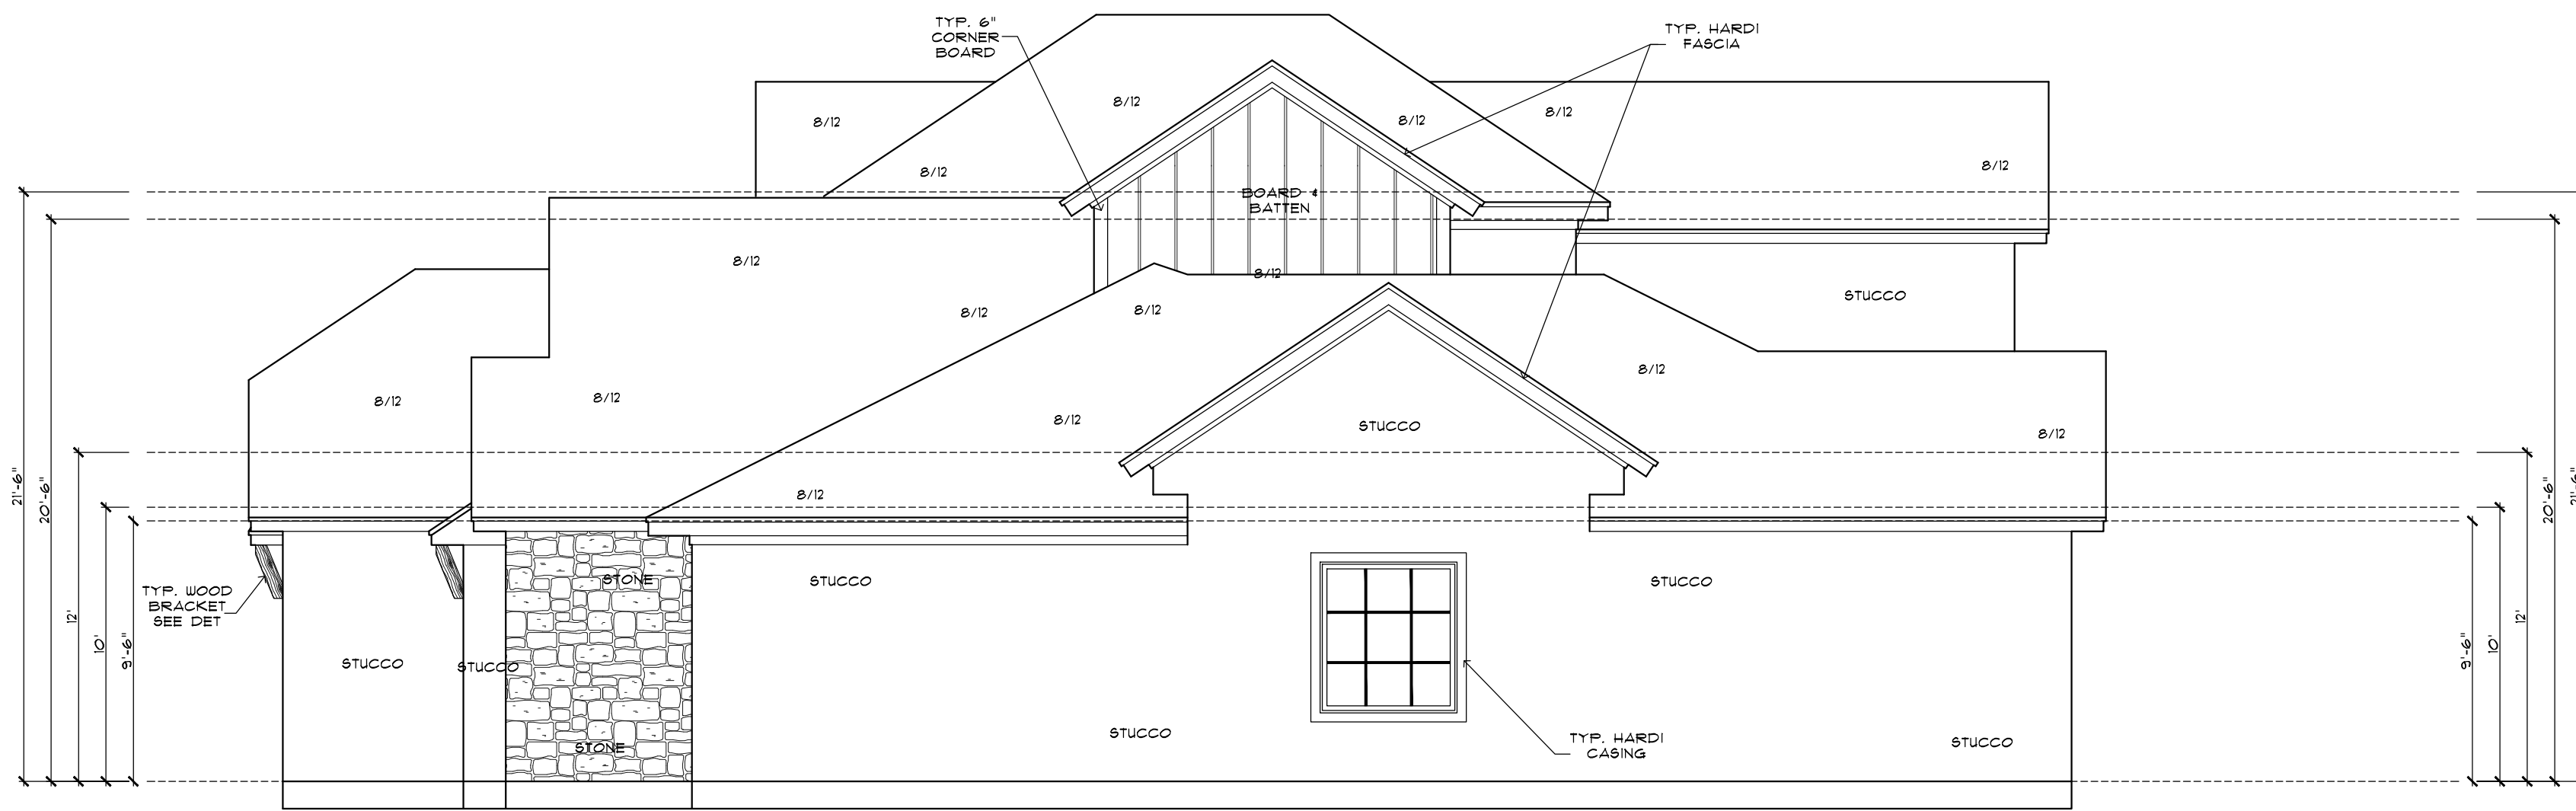 TYP. 6"
CORNER
BOARD
TYP. HARDI
FASCIA
8/12
8/12
8/12
8/12
8/12
8/12
BOARD &
BATTEN
8/12
8/12
STUCCO
8/12
8/12
8/12
8/12
8/12
8/12
STUCCO
8/12
8/12
21'-6"
20'-6"
12'
10'
9'-6"
TYP. WOOD
BRACKET
SEE DET
STONE
STUCCO
STUCCO
STUCCO
STUCCO
STUCCO
STUCCO
STONE
TYP. HARDI
CASING
9'-6"
10'
12'
20'-6"
21'-6"